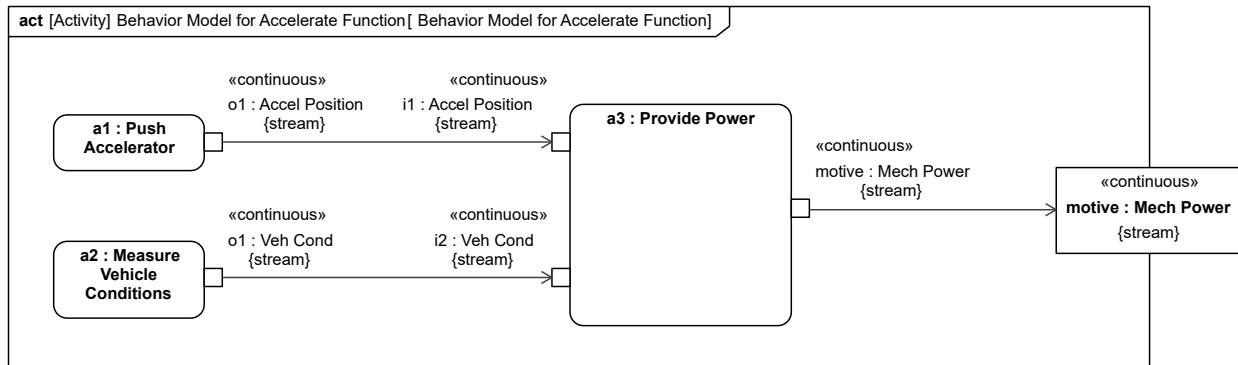 act [Activity] Behavior Model for Accelerate Function[ Behavior Model for Accelerate Function]
«continuous»
o1 : Accel Position
{stream}
«continuous»
i1 : Accel Position
{stream}
a1 : Push
Accelerator
a3 : Provide Power
«continuous»
motive : Mech Power
{stream}
«continuous»
motive : Mech Power
{stream}
«continuous»
o1 : Veh Cond
{stream}
«continuous»
i2 : Veh Cond
{stream}
a2 : Measure
Vehicle
Conditions